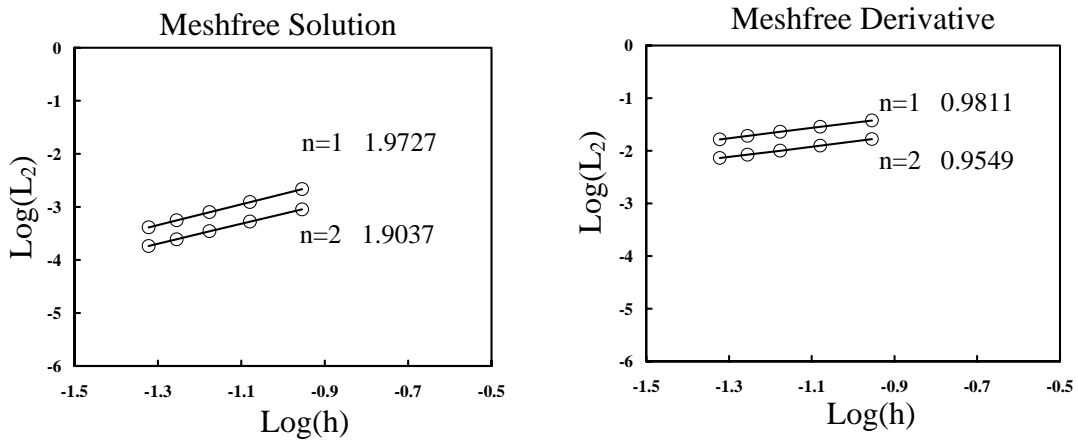 Meshfree Solution
0
-1
-2
-3
-4
-5
-6
Log(L2)
n=1 1.9727
n=2 1.9037
-1.5
-1.3
-1.1
-0.9
-0.7
-0.5
Log(h)
Meshfree Derivative
0
-1
-2
-3
-4
-5
-6
Log(L2)
n=1 0.9811
n=2 0.9549
-1.5
-1.3
-1.1
-0.9
-0.7
-0.5
Log(h)